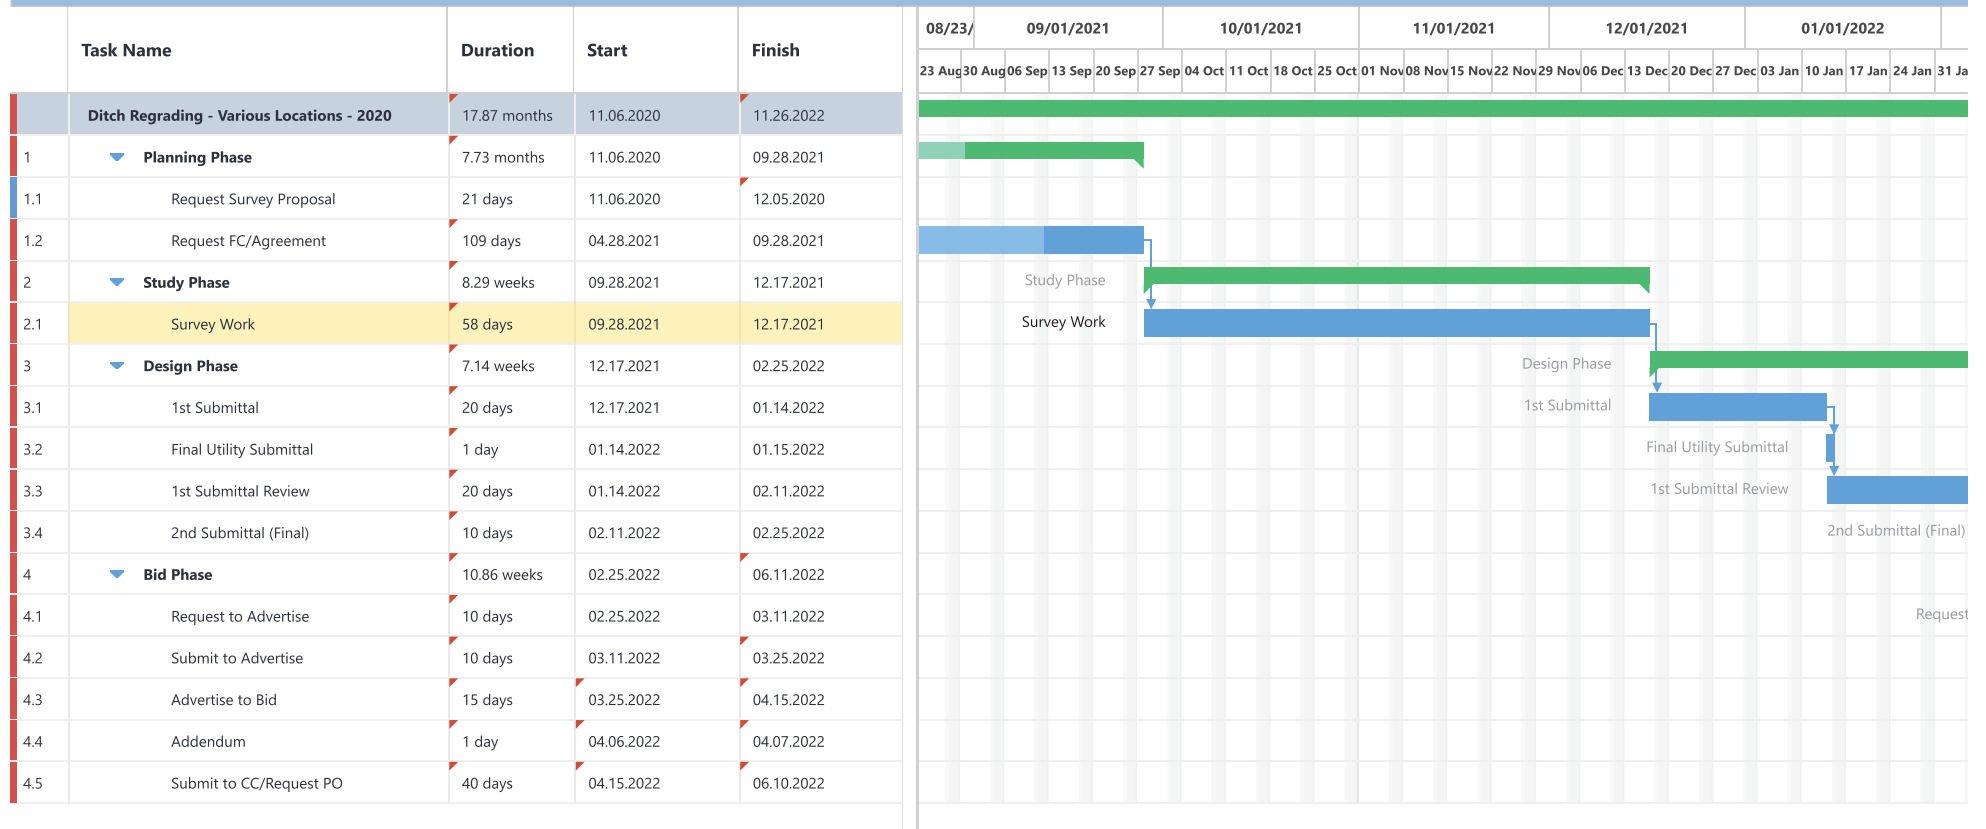 Task Name Duration Start Finish 08/23/ 09/01/2021 10/01/2021 11/01/2021 12/01/2021 01/01/2022
23 Aug 30 Aug 06 Sep 13 Sep 20 Sep 27 Sep 04 Oct 11 Oct 18 Oct 25 Oct 01 Nov 08 Nov 15 Nov 22 Nov 29 Nov 06 Dec 13 Dec 20 Dec 27 Dec 03 Jan 10 Jan 17 Jan 24 Jan 31 Ja
Ditch Regrading - Various Locations - 2020 17.87 months 11.06.2020 11.26.2022
1 Planning Phase 7.73 months 11.06.2020 09.28.2021
1.1 Request Survey Proposal 21 days 11.06.2020 12.05.2020
1.2 Request FC/Agreement 109 days 04.28.2021 09.28.2021
2 Study Phase 8.29 weeks 09.28.2021 12.17.2021 Study Phase
2.1 Survey Work 58 days 09.28.2021 12.17.2021 Survey Work
3 Design Phase 7.14 weeks 12.17.2021 02.25.2022 Design Phase
3.1 1st Submittal 20 days 12.17.2021 01.14.2022 1st Submittal
3.2 Final Utility Submittal 1 day 01.14.2022 01.15.2022 Final Utility Submittal
3.3 1st Submittal Review 20 days 01.14.2022 02.11.2022 1st Submittal Review
3.4 2nd Submittal (Final) 10 days 02.11.2022 02.25.2022 2nd Submittal (Final)
4 Bid Phase 10.86 weeks 02.25.2022 06.11.2022
4.1 Request to Advertise 10 days 02.25.2022 03.11.2022 Request
4.2 Submit to Advertise 10 days 03.11.2022 03.25.2022
4.3 Advertise to Bid 15 days 03.25.2022 04.15.2022
4.4 Addendum 1 day 04.06.2022 04.07.2022
4.5 Submit to CC/Request PO 40 days 04.15.2022 06.10.2022